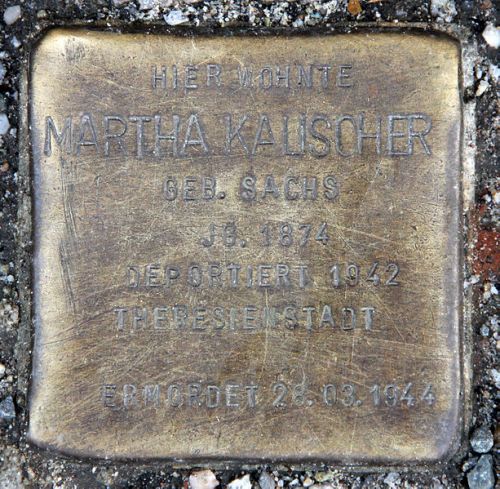 HIER WOHNTE
MARTHA KALISCHER
GEB. SACHS
JG. 1874
DEPORTIERT 1942
THERESIENSTADT
ERMORDET 28.03.1944